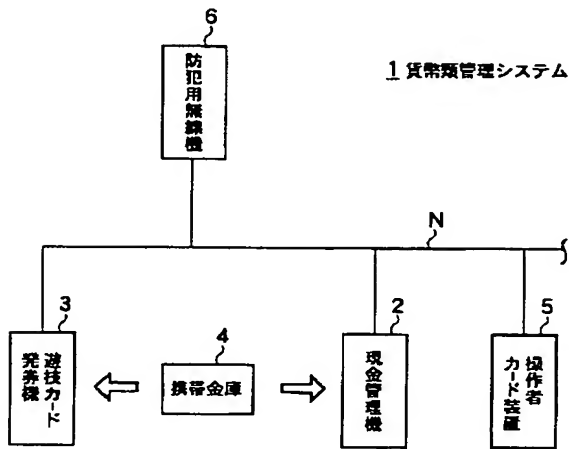 6
防犯用無線機
1 貨幣類管理システム
N
3
遊技カード
発券機
4
携帯金庫
2
現金管理機
5
操作者
カード装置